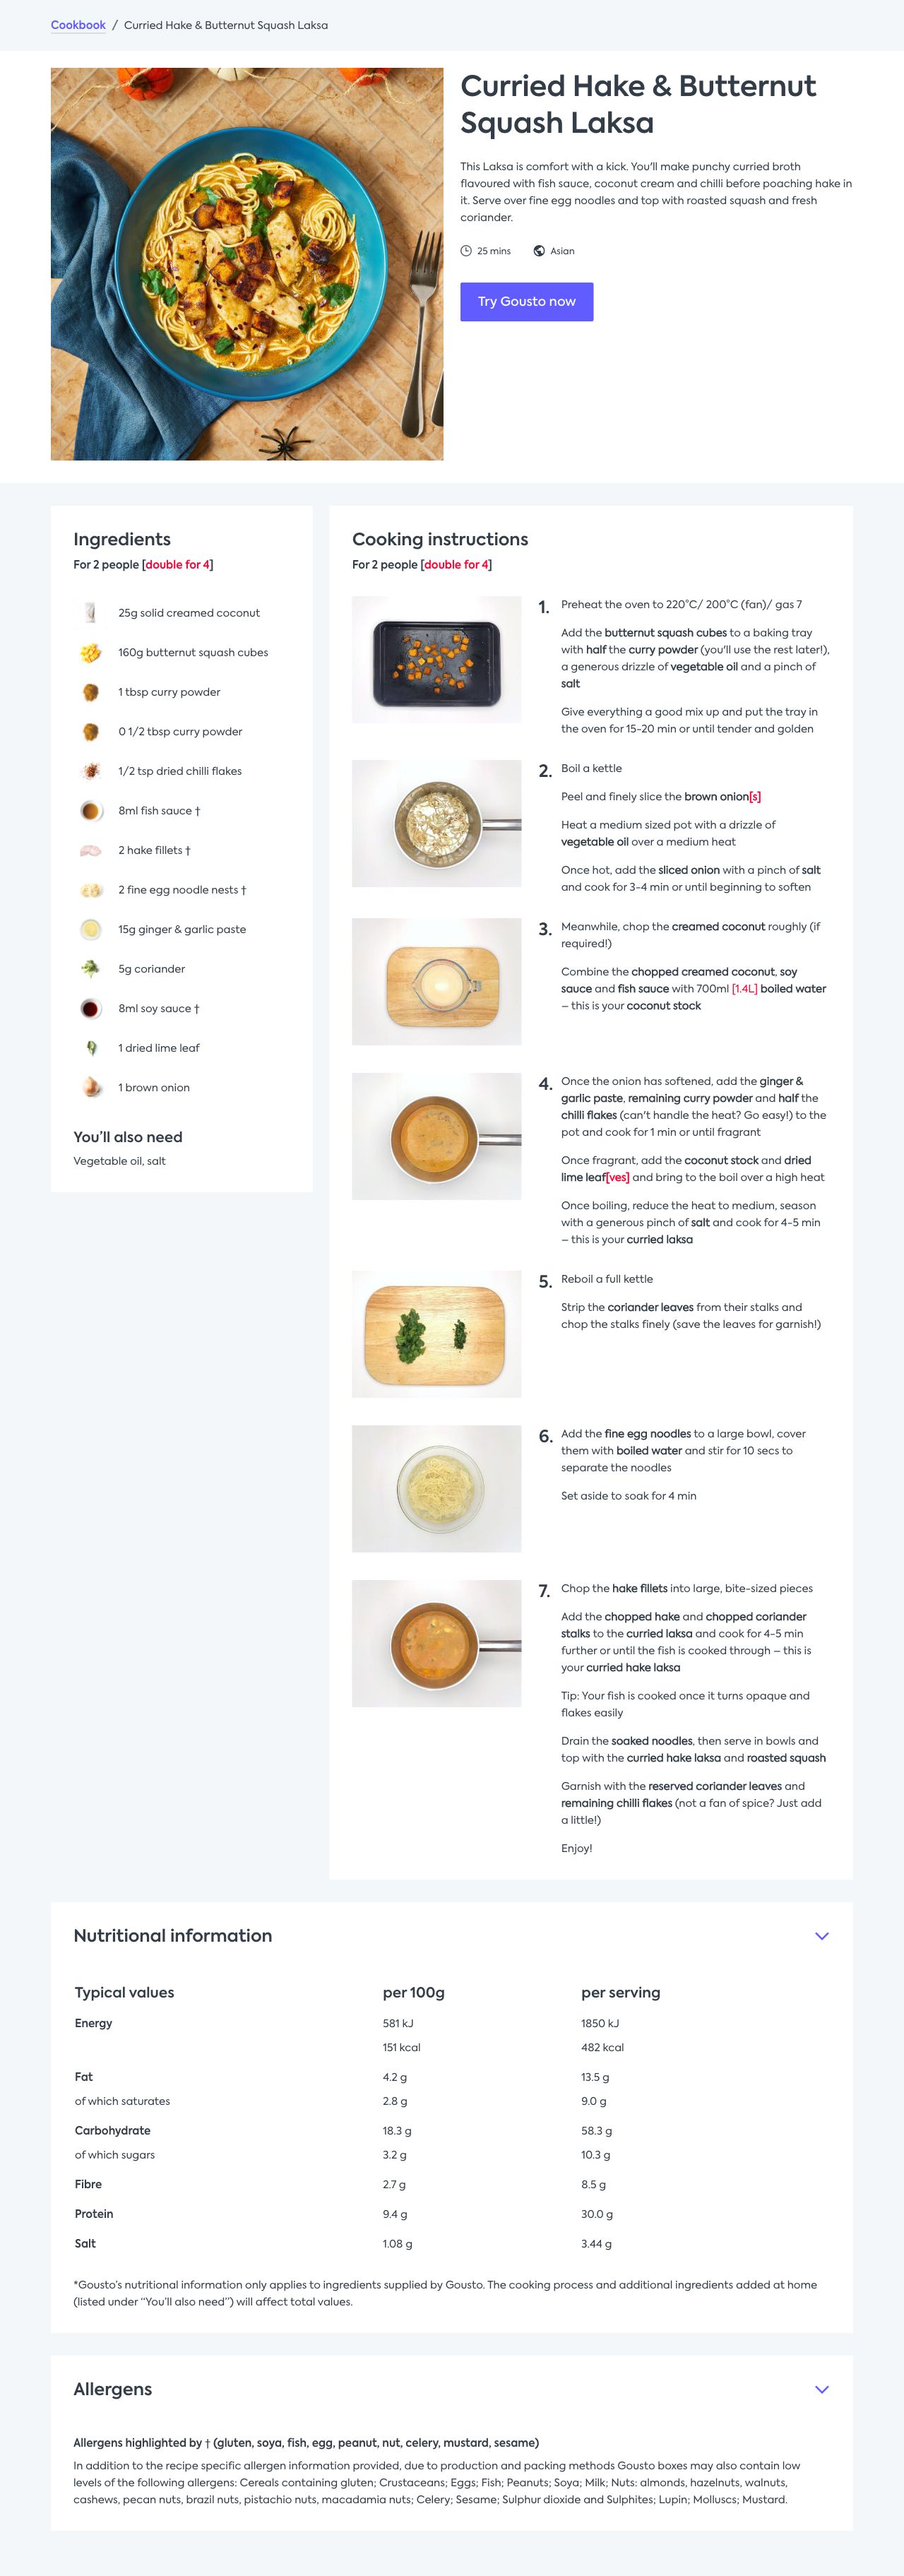 Cookbook / Curried Hake & Butternut Squash Laksa
Curried Hake & Butternut
Squash Laksa
This Laksa is comfort with a kick. You'll make punchy curried broth
flavoured with fish sauce, coconut cream and chilli before poaching hake in
it. Serve over fine egg noodles and top with roasted squash and fresh
coriander.
25 mins Asian
Try Gousto now
Ingredients
For 2 people [double for 4]
25g solid creamed coconut
160g butternut squash cubes
1 tbsp curry powder
0 1/2 tbsp curry powder
1/2 tsp dried chilli flakes
8ml fish sauce †
2 hake fillets †
2 fine egg noodle nests †
15g ginger & garlic paste
5g coriander
8ml soy sauce †
1 dried lime leaf
1 brown onion
You'll also need
Vegetable oil, salt
Cooking instructions
For 2 people [double for 4]
1. Preheat the oven to 220°C/ 200°C (fan)/ gas 7
Add the butternut squash cubes to a baking tray
with half the curry powder (you'll use the rest later!),
a generous drizzle of vegetable oil and a pinch of
salt
Give everything a good mix up and put the tray in
the oven for 15-20 min or until tender and golden
2. Boil a kettle
Peel and finely slice the brown onion[s]
Heat a medium sized pot with a drizzle of
vegetable oil over a medium heat
Once hot, add the sliced onion with a pinch of salt
and cook for 3-4 min or until beginning to soften
3. Meanwhile, chop the creamed coconut roughly (if
required!)
Combine the chopped creamed coconut, soy
sauce and fish sauce with 700ml [1.4L] boiled water
– this is your coconut stock
4. Once the onion has softened, add the ginger &
garlic paste, remaining curry powder and half the
chilli flakes (can't handle the heat? Go easy!) to the
pot and cook for 1 min or until fragrant
Once fragrant, add the coconut stock and dried
lime leaf[ves] and bring to the boil over a high heat
Once boiling, reduce the heat to medium, season
with a generous pinch of salt and cook for 4-5 min
– this is your curried laksa
5. Reboil a full kettle
Strip the coriander leaves from their stalks and
chop the stalks finely (save the leaves for garnish!)
6. Add the fine egg noodles to a large bowl, cover
them with boiled water and stir for 10 secs to
separate the noodles
Set aside to soak for 4 min
7. Chop the hake fillets into large, bite-sized pieces
Add the chopped hake and chopped coriander
stalks to the curried laksa and cook for 4-5 min
further or until the fish is cooked through – this is
your curried hake laksa
Tip: Your fish is cooked once it turns opaque and
flakes easily
Drain the soaked noodles, then serve in bowls and
top with the curried hake laksa and roasted squash
Garnish with the reserved coriander leaves and
remaining chilli flakes (not a fan of spice? Just add
a little!)
Enjoy!
Nutritional information
Typical values per 100g per serving
Energy 581 kJ 1850 kJ
151 kcal 482 kcal
Fat 4.2 g 13.5 g
of which saturates 2.8 g 9.0 g
Carbohydrate 18.3 g 58.3 g
of which sugars 3.2 g 10.3 g
Fibre 2.7 g 8.5 g
Protein 9.4 g 30.0 g
Salt 1.08 g 3.44 g
*Gousto's nutritional information only applies to ingredients supplied by Gousto. The cooking process and additional ingredients added at home
(listed under "You'll also need") will affect total values.
Allergens
Allergens highlighted by † (gluten, soya, fish, egg, peanut, nut, celery, mustard, sesame)
In addition to the recipe specific allergen information provided, due to production and packing methods Gousto boxes may also contain low
levels of the following allergens: Cereals containing gluten; Crustaceans; Eggs; Fish; Peanuts; Soya; Milk; Nuts: almonds, hazelnuts, walnuts,
cashews, pecan nuts, brazil nuts, pistachio nuts, macadamia nuts; Celery; Sesame; Sulphur dioxide and Sulphites; Lupin; Molluscs; Mustard.